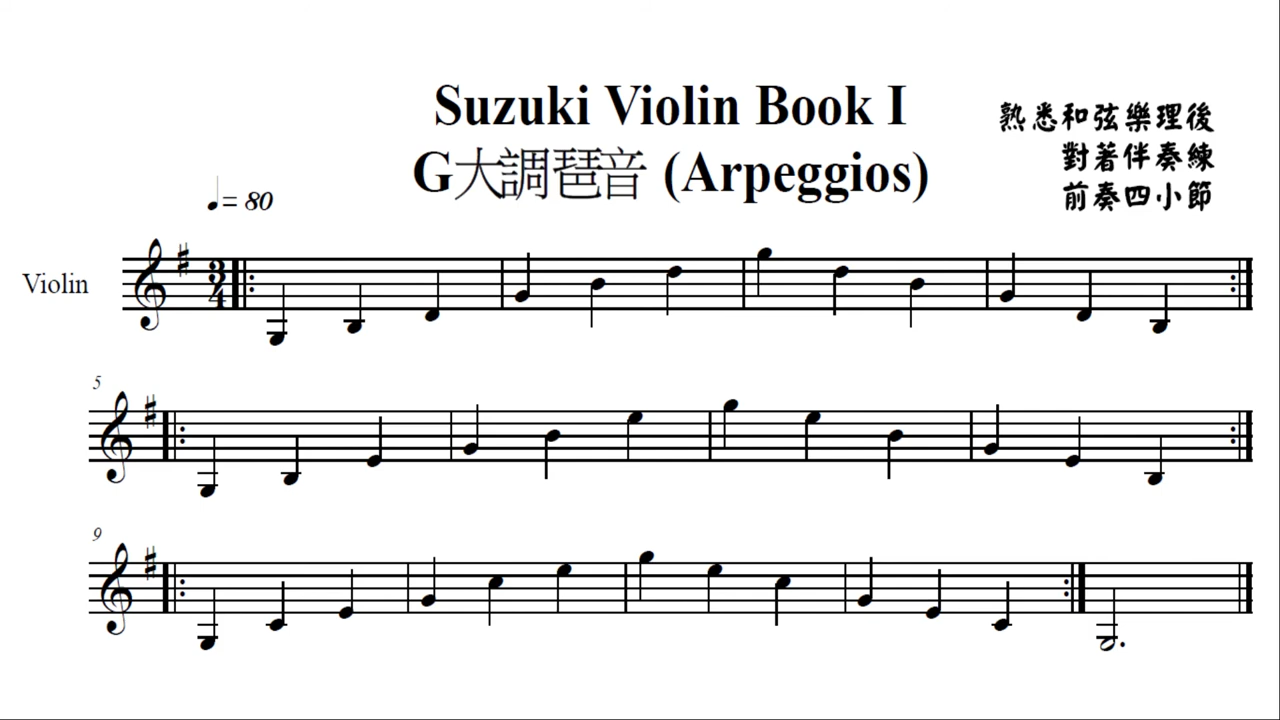 Suzuki Violin Book I
G大調琶音 (Arpeggios)
熟悉和弦樂理後
對著伴奏練
前奏四小節
♩= 80
Violin
3
4
5
9